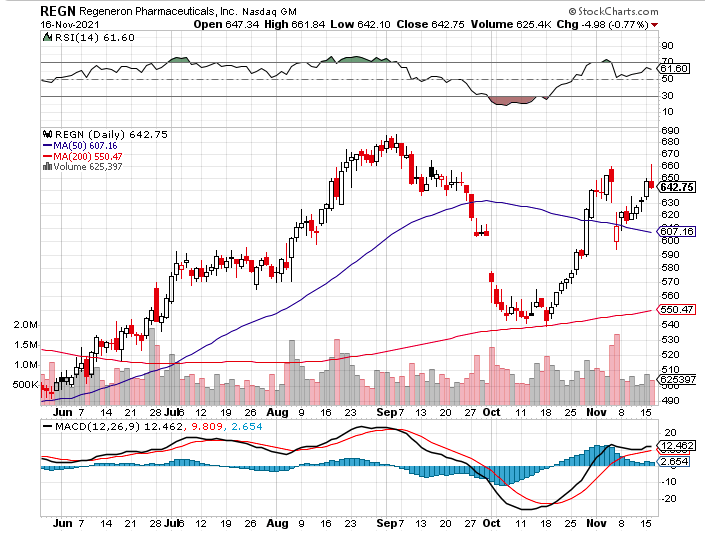 REGN Regeneron Pharmaceuticals, Inc. Nasdaq GM © StockCharts.com
16-Nov-2021 Open 647.34 High 661.84 Low 642.10 Close 642.75 Volume 625.4K Chg -4.98 (-0.77%)
RSI(14) 61.60
90
70
61.60
50
30
10
REGN (Daily) 642.75
MA(50) 607.16
MA(200) 550.47
Volume 625,397
690
680
670
660
650
642.75
630
620
607.16
600
590
580
570
560
550.47
540
530
520
510
625397
490
2.0M
1.5M
1.0M
500K
Jun 7 14 21 28 Jul 6 12 19 26 Aug 9 16 23 Sep 7 13 20 27 Oct 11 18 25 Nov 8 15
MACD(12,26,9) 12.462, 9.809, 2.654
20
12.462
2.654
-10
-20
Jun 7 14 21 28 Jul 6 12 19 26 Aug 9 16 23 Sep 7 13 20 27 Oct 11 18 25 Nov 8 15